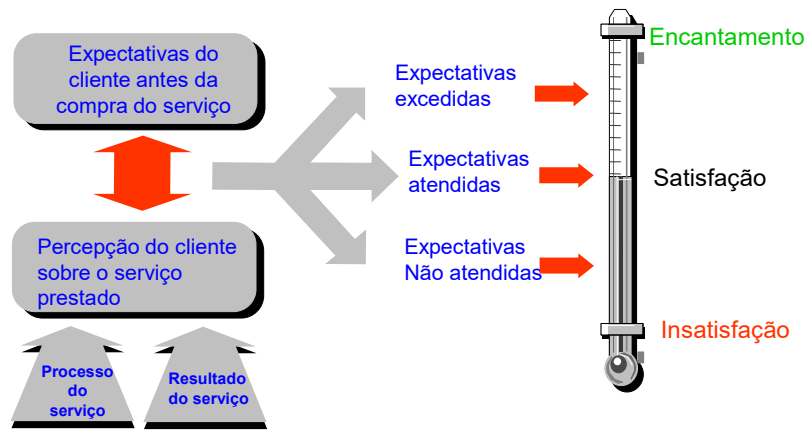 Expectativas do
cliente antes da
compra do serviço
Percepção do cliente
sobre o serviço
prestado
Processo
do
serviço
Resultado
do serviço
Expectativas
excedidas
Expectativas
atendidas
Expectativas
Não atendidas
Encantamento
Satisfação
Insatisfação